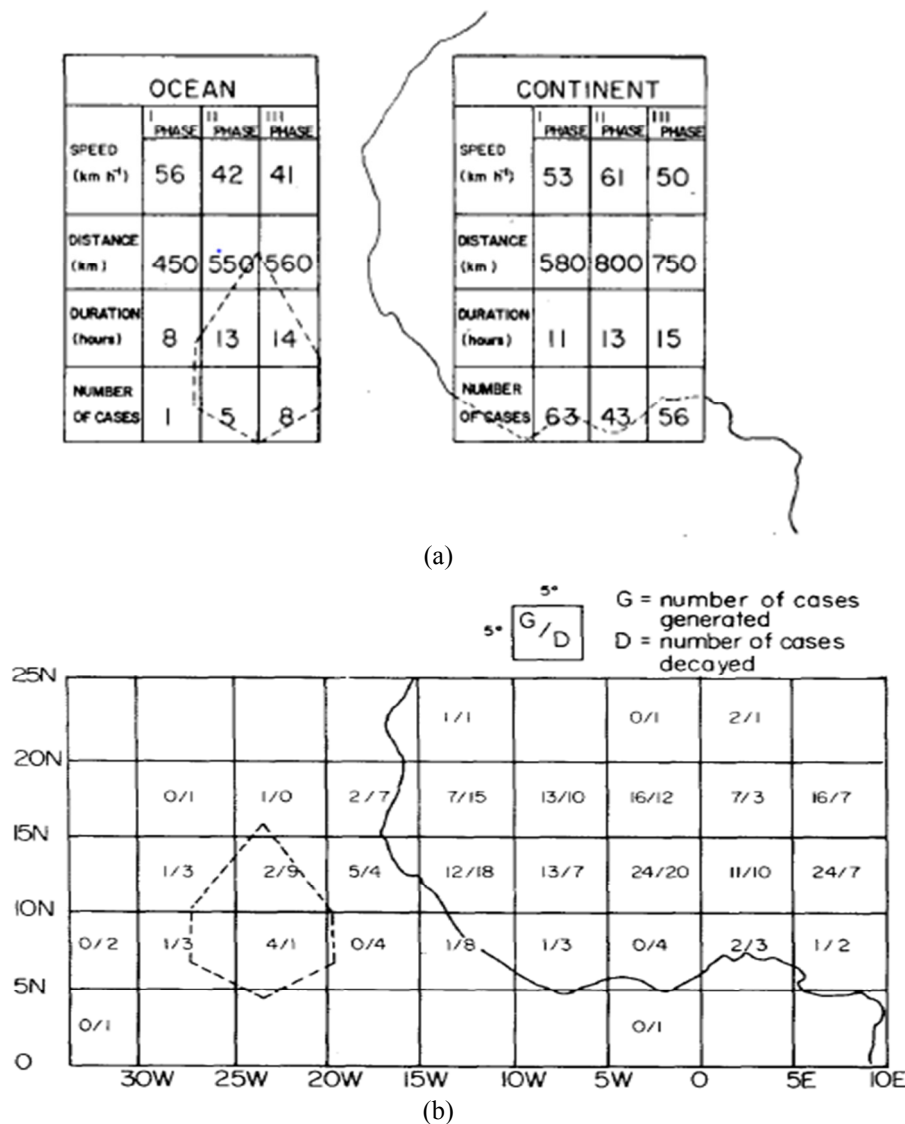 OCEAN
I PHASE II PHASE III PHASE
SPEED (km h⁻¹) 56 42 41
DISTANCE (km) 450 550 560
DURATION (hours) 8 13 14
NUMBER OF CASES 1 5 8
CONTINENT
I PHASE II PHASE III PHASE
SPEED (km h⁻¹) 53 61 50
DISTANCE (km) 580 800 750
DURATION (hours) 11 13 15
NUMBER OF CASES 63 43 56
(a)
5°
5° G/D
G = number of cases
generated
D = number of cases
decayed
25N
1/1 0/1 2/1
20N
0/1 1/0 2/7 7/15 13/10 16/12 7/3 16/7
15N
1/3 2/9 5/4 12/18 13/7 24/20 11/10 24/7
10N
0/2 1/3 4/1 0/4 1/8 1/3 0/4 2/3 1/2
5N
0/1 0/1
0
30W 25W 20W 15W 10W 5W 0 5E 10E
(b)